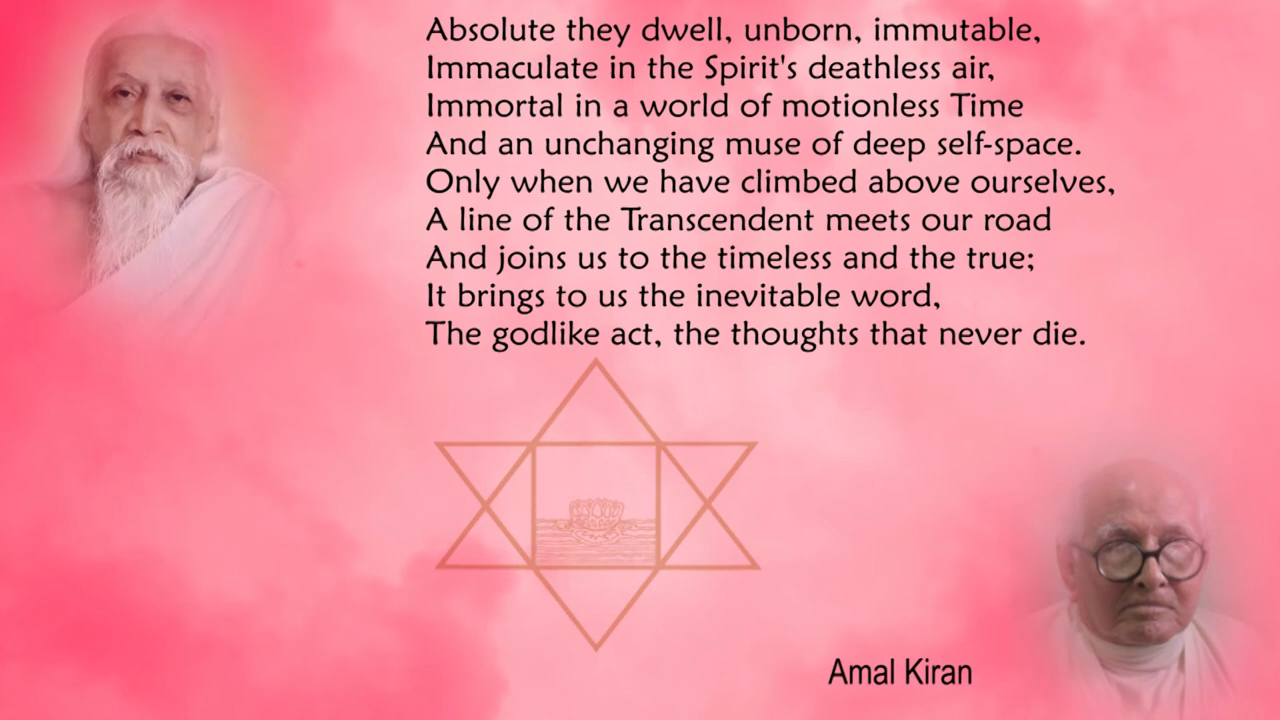 Absolute they dwell, unborn, immutable,
Immaculate in the Spirit's deathless air,
Immortal in a world of motionless Time
And an unchanging muse of deep self-space.
Only when we have climbed above ourselves,
A line of the Transcendent meets our road
And joins us to the timeless and the true;
It brings to us the inevitable word,
The godlike act, the thoughts that never die.
Amal Kiran